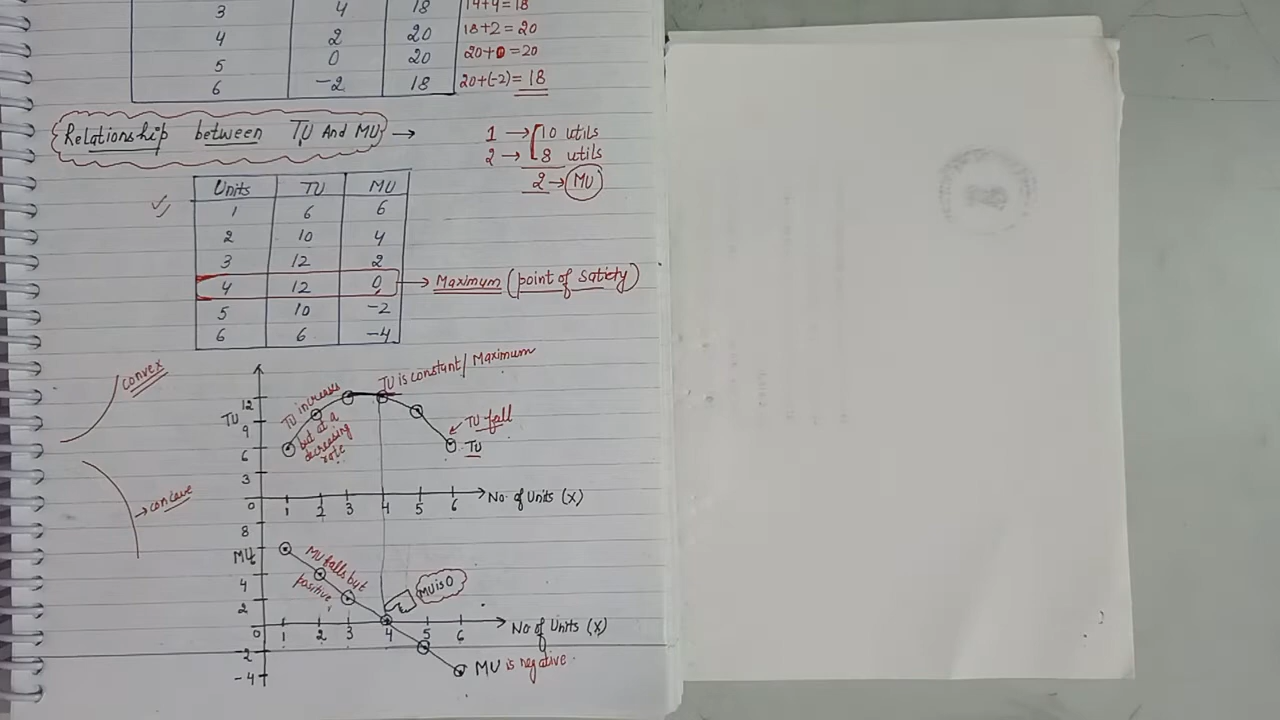 3 4 18 14+4=18
4 2 20 18+2=20
5 0 20 20+0=20
6 -2 18 20+(-2)=18
Relationship between TU And MU →
1 → 10 utils
2 → 8 utils
2 → MU
Units TU MU
1 6 6
2 10 4
3 12 2
4 12 0 → Maximum (point of satiety)
5 10 -2
6 6 -4
convex
concave
TU is constant/Maximum
TU increases
but at a
decreasing
rate
TU fall
TU
TU
12
9
6
3
0 1 2 3 4 5 6 No. of Units (X)
8
MU
4
2
MU falls but
positive
MU is 0
0 1 2 3 4 5 6 No of Units (X)
-2
-4
MU is negative.